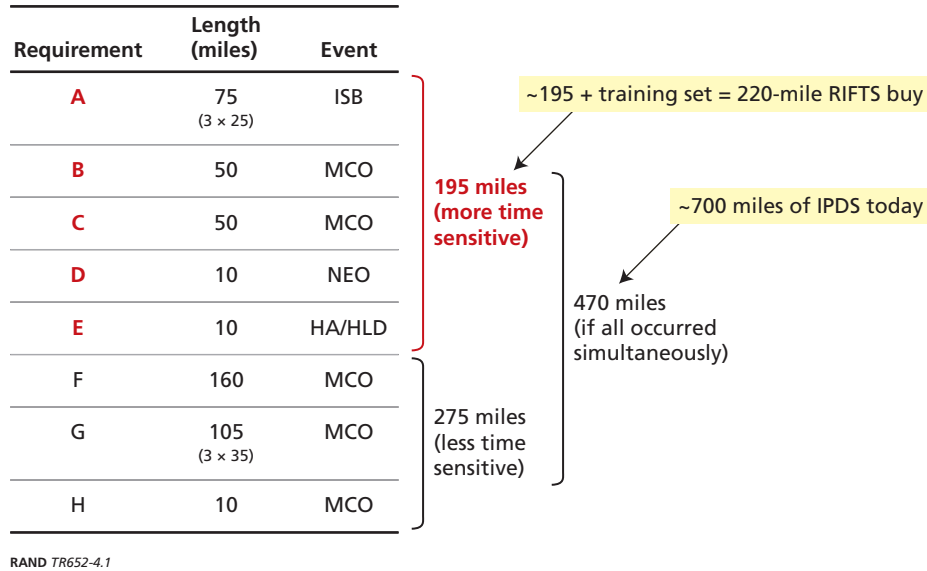 Requirement Length (miles) Event
A 75 (3 × 25) ISB
B 50 MCO
C 50 MCO
D 10 NEO
E 10 HA/HLD
F 160 MCO
G 105 (3 × 35) MCO
H 10 MCO
~195 + training set = 220-mile RIFTS buy
195 miles
(more time
sensitive)
~700 miles of IPDS today
470 miles
(if all occurred
simultaneously)
275 miles
(less time
sensitive)
RAND TR652-4.1